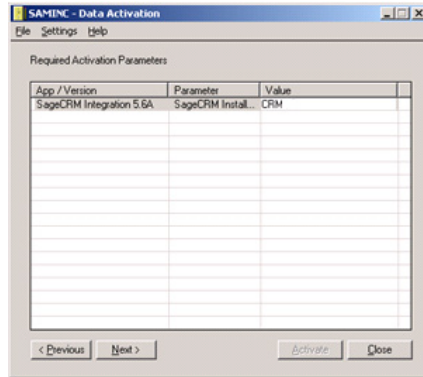 SAMINC - Data Activation
File Settings Help
Required Activation Parameters
App / Version Parameter Value
SageCRM Integration 5.6A SageCRM Install... CRM
< Previous Next > Activate Close